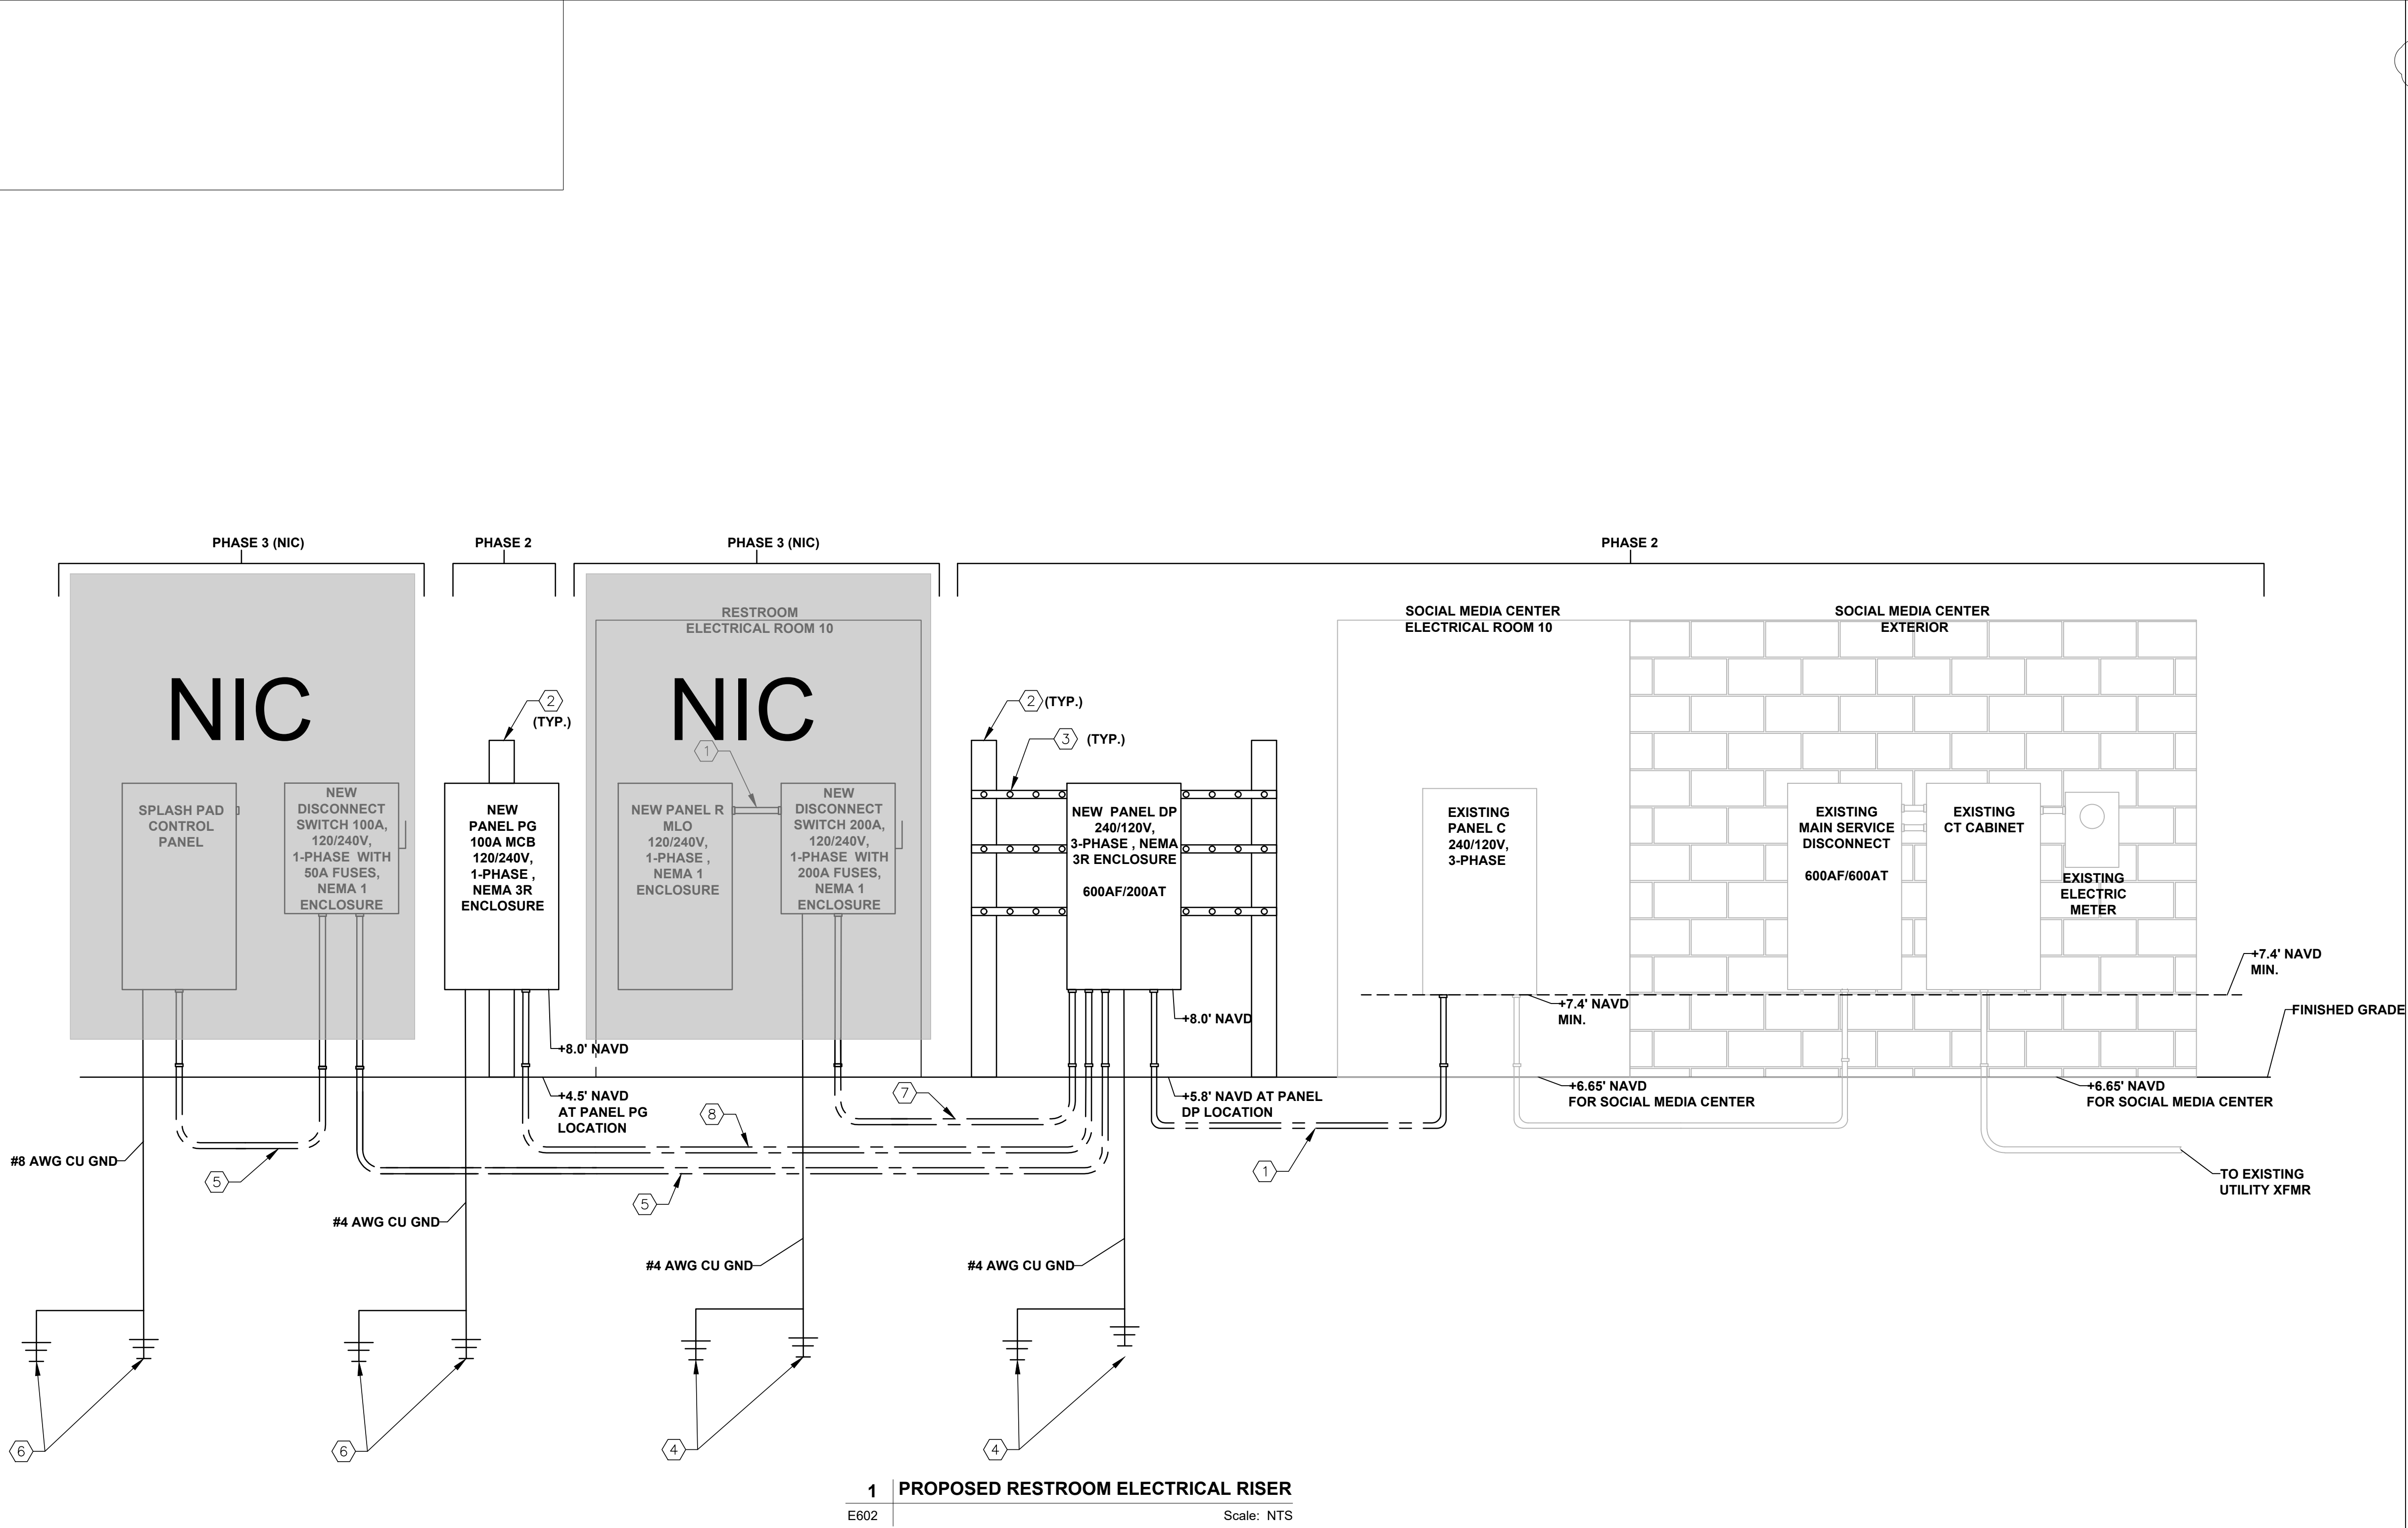 PHASE 3 (NIC)
PHASE 2
PHASE 3 (NIC)
PHASE 2
RESTROOM
ELECTRICAL ROOM 10
SOCIAL MEDIA CENTER
ELECTRICAL ROOM 10
SOCIAL MEDIA CENTER
EXTERIOR
NIC
NIC
2
(TYP.)
1
2 (TYP.)
3 (TYP.)
SPLASH PAD
CONTROL
PANEL
NEW
DISCONNECT
SWITCH 100A,
120/240V,
1-PHASE WITH
50A FUSES,
NEMA 1
ENCLOSURE
NEW
PANEL PG
100A MCB
120/240V,
1-PHASE ,
NEMA 3R
ENCLOSURE
NEW PANEL R
MLO
120/240V,
1-PHASE ,
NEMA 1
ENCLOSURE
NEW
DISCONNECT
SWITCH 200A,
120/240V,
1-PHASE WITH
200A FUSES,
NEMA 1
ENCLOSURE
NEW PANEL DP
240/120V,
3-PHASE , NEMA
3R ENCLOSURE
600AF/200AT
EXISTING
PANEL C
240/120V,
3-PHASE
EXISTING
MAIN SERVICE
DISCONNECT
600AF/600AT
EXISTING
CT CABINET
EXISTING
ELECTRIC
METER
+7.4' NAVD
MIN.
+7.4' NAVD
MIN.
FINISHED GRADE
+8.0' NAVD
+8.0' NAVD
+4.5' NAVD
AT PANEL PG
LOCATION
8
7
+5.8' NAVD AT PANEL
DP LOCATION
+6.65' NAVD
FOR SOCIAL MEDIA CENTER
+6.65' NAVD
FOR SOCIAL MEDIA CENTER
#8 AWG CU GND
5
5
1
TO EXISTING
UTILITY XFMR
#4 AWG CU GND
#4 AWG CU GND
#4 AWG CU GND
6
6
4
4
1
PROPOSED RESTROOM ELECTRICAL RISER
E602
Scale: NTS